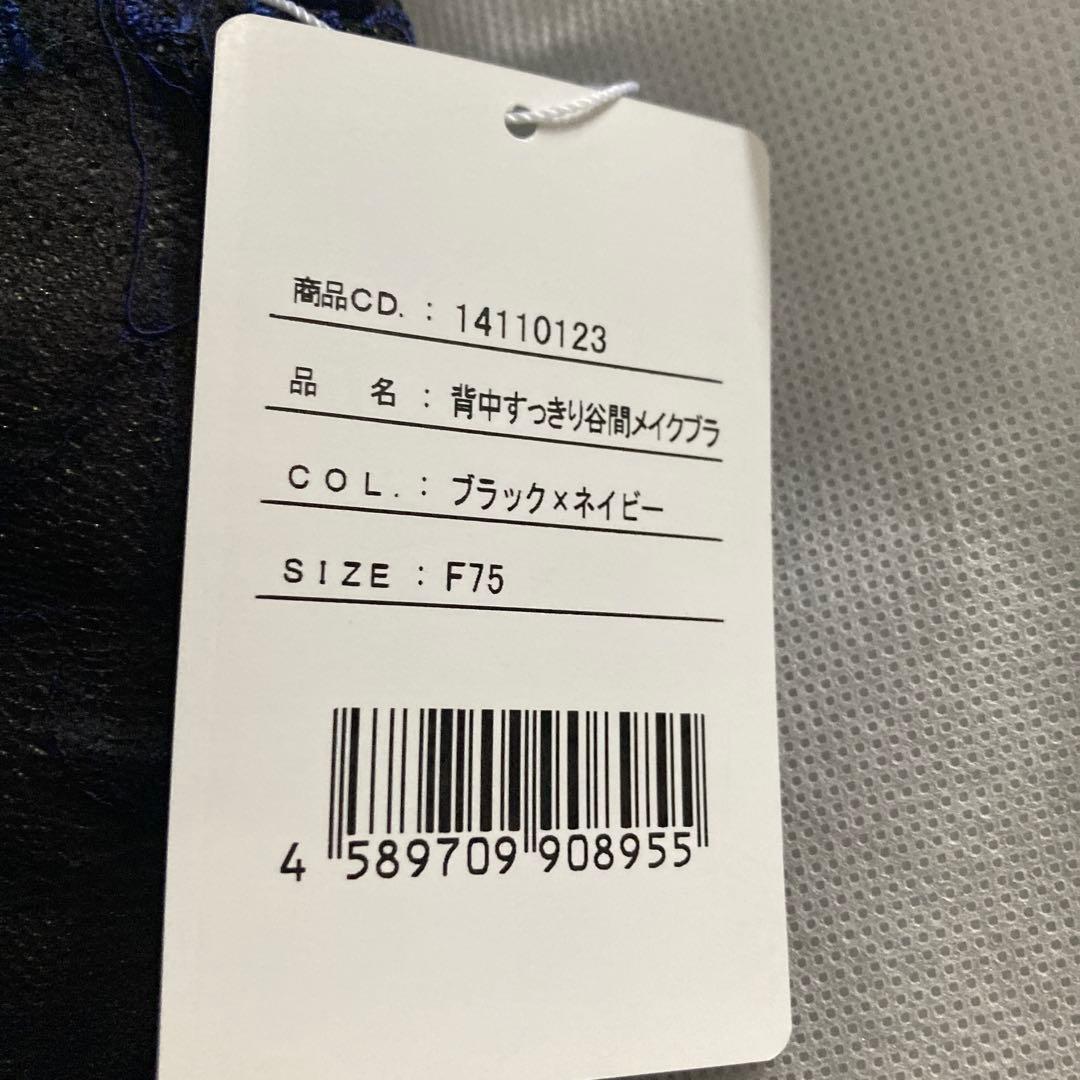 商品CD. : 14110123
品 名 : 背中すっきり谷間メイクブラ
COL. : ブラック×ネイビー
SIZE : F75
4 589709 908955